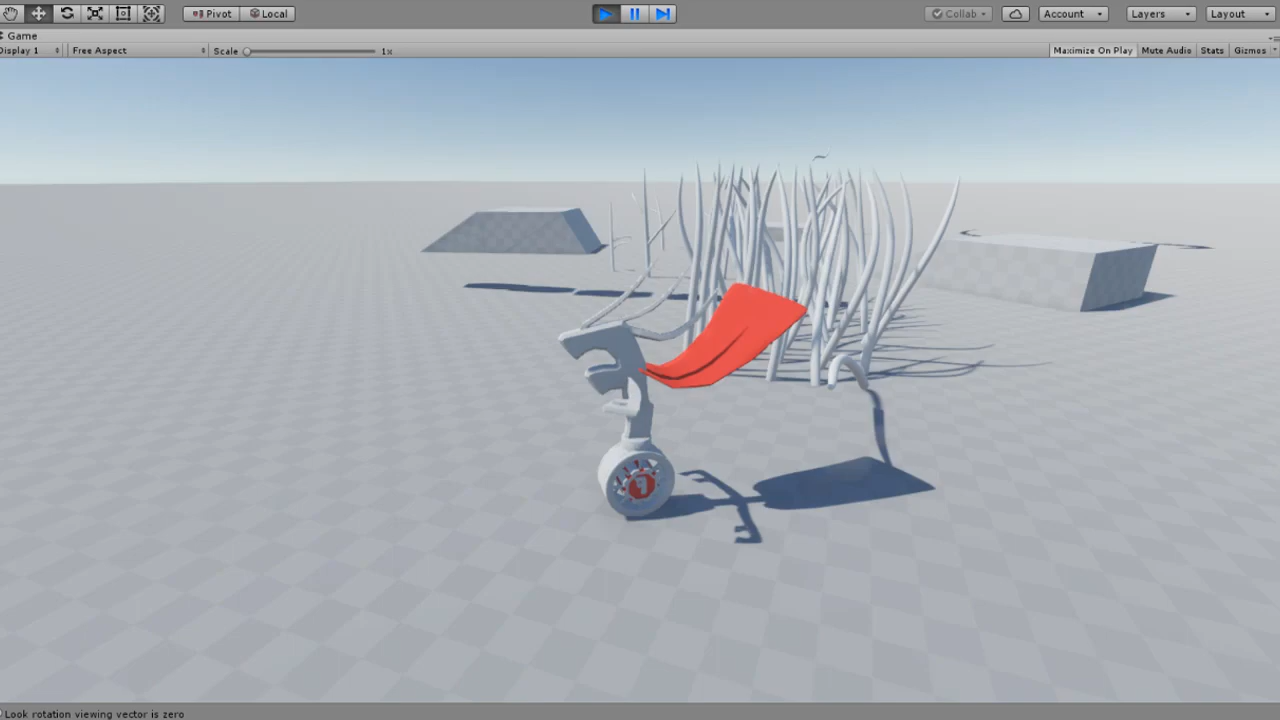 Pivot Local Collab Account Layers Layout
Game
Display 1 Free Aspect Scale 1x Maximize On Play Mute Audio Stats Gizmos
Look rotation viewing vector is zero